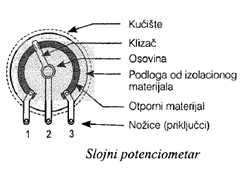 Kućište
Klizač
Osovina
Podloga od izolacionog
materijala
Otporni materijal
Nožice (priključci)
1 2 3
Slojni potenciometar